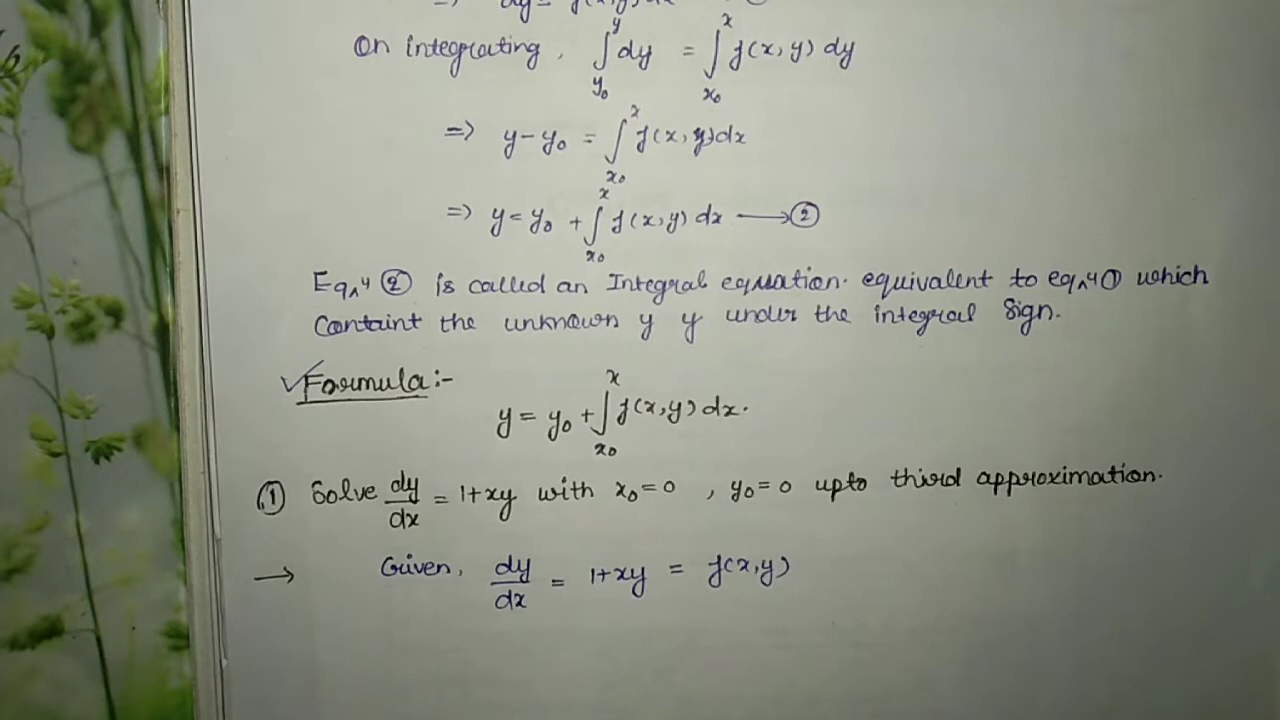 On integrating, ∫_{y₀}^{y} dy = ∫_{x₀}^{x} f(x, y) dy
=> y - y₀ = ∫_{x₀}^{x} f(x, y) dx
=> y = y₀ + ∫_{x₀}^{x} f(x, y) dx ⟶ ②
Eqn ② is called an Integral equation. equivalent to eqn ① which
Containt the unknown y y under the integral Sign.
✓Formula :-
y = y₀ + ∫_{x₀}^{x} f(x, y) dx.
① Solve dy/dx = 1+xy with x₀=0 , y₀=0 upto third approximation.
→ Given, dy/dx = 1+xy = f(x,y)